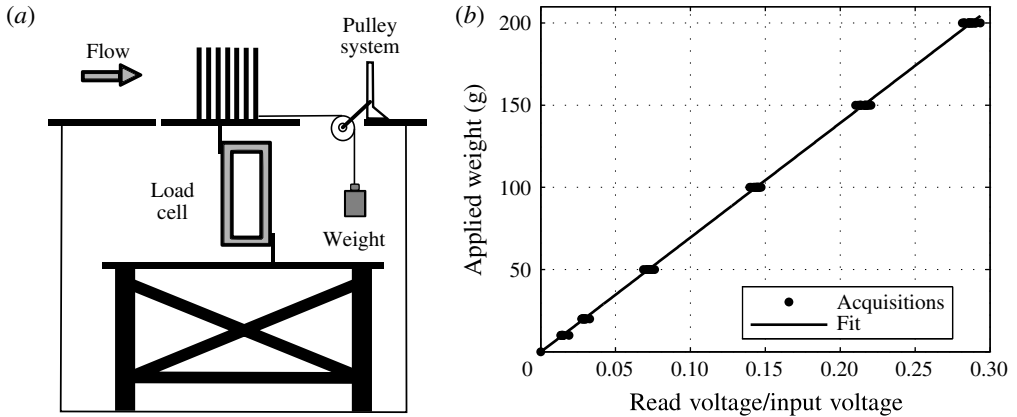 (a)
Flow
Pulley
system
Load
cell
Weight
(b)
Applied weight (g)
200
150
100
50
0
0.05
0.10
0.15
0.20
0.25
0.30
Acquisitions
Fit
Read voltage/input voltage